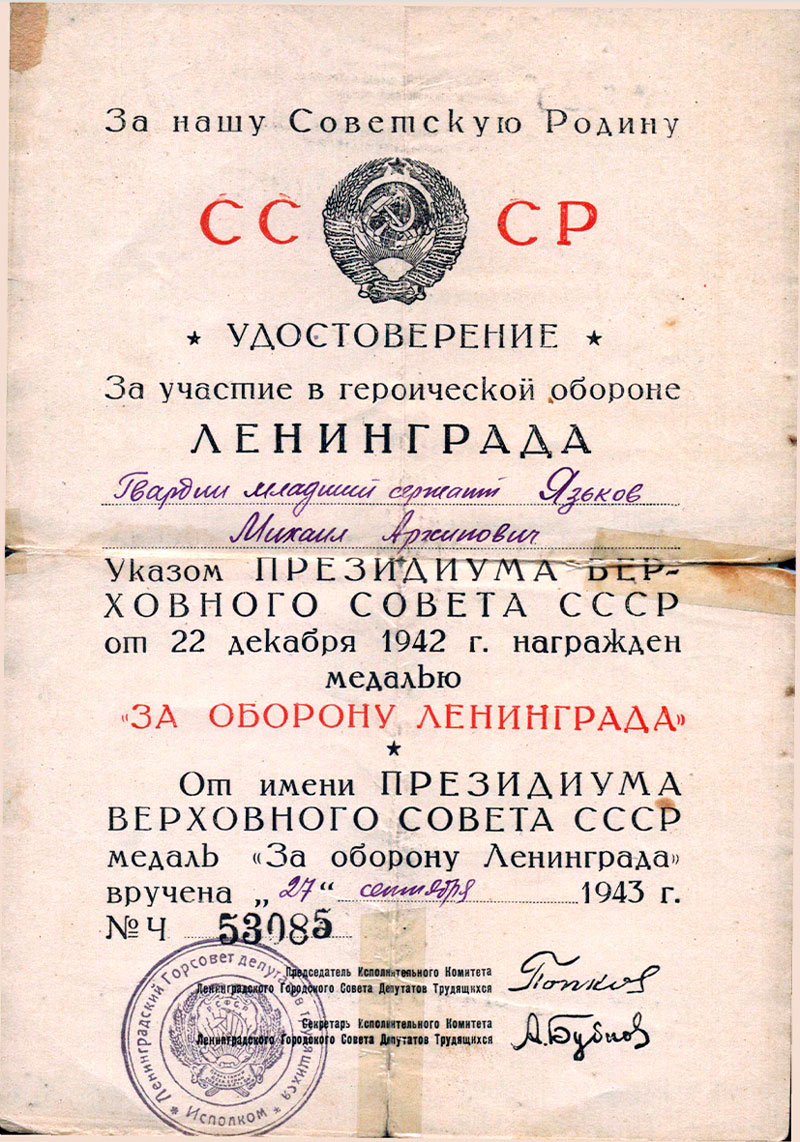 За нашу Советскую Родину
СС СР
★ УДОСТОВЕРЕНИЕ ★
За участие в героической обороне
ЛЕНИНГРАДА
Гвардии младший сержант Языков
Михаил Архипович
Указом ПРЕЗИДИУМА ВЕР-
ХОВНОГО СОВЕТА СССР
от 22 декабря 1942 г. награжден
медалью
«ЗА ОБОРОНУ ЛЕНИНГРАДА»
★
От имени ПРЕЗИДИУМА
ВЕРХОВНОГО СОВЕТА СССР
медаль «За оборону Ленинграда»
вручена „27“ сентября 1943 г.
№ Ч 53085
Председатель Исполнительного Комитета
Ленинградского Городского Совета Депутатов Трудящихся
Попков
Секретарь Исполнительного Комитета
Ленинградского Городского Совета Депутатов Трудящихся
А.Бубнов
Ленинградский Горсовет депутатов трудящихся
★ Исполком ★
РСФСР